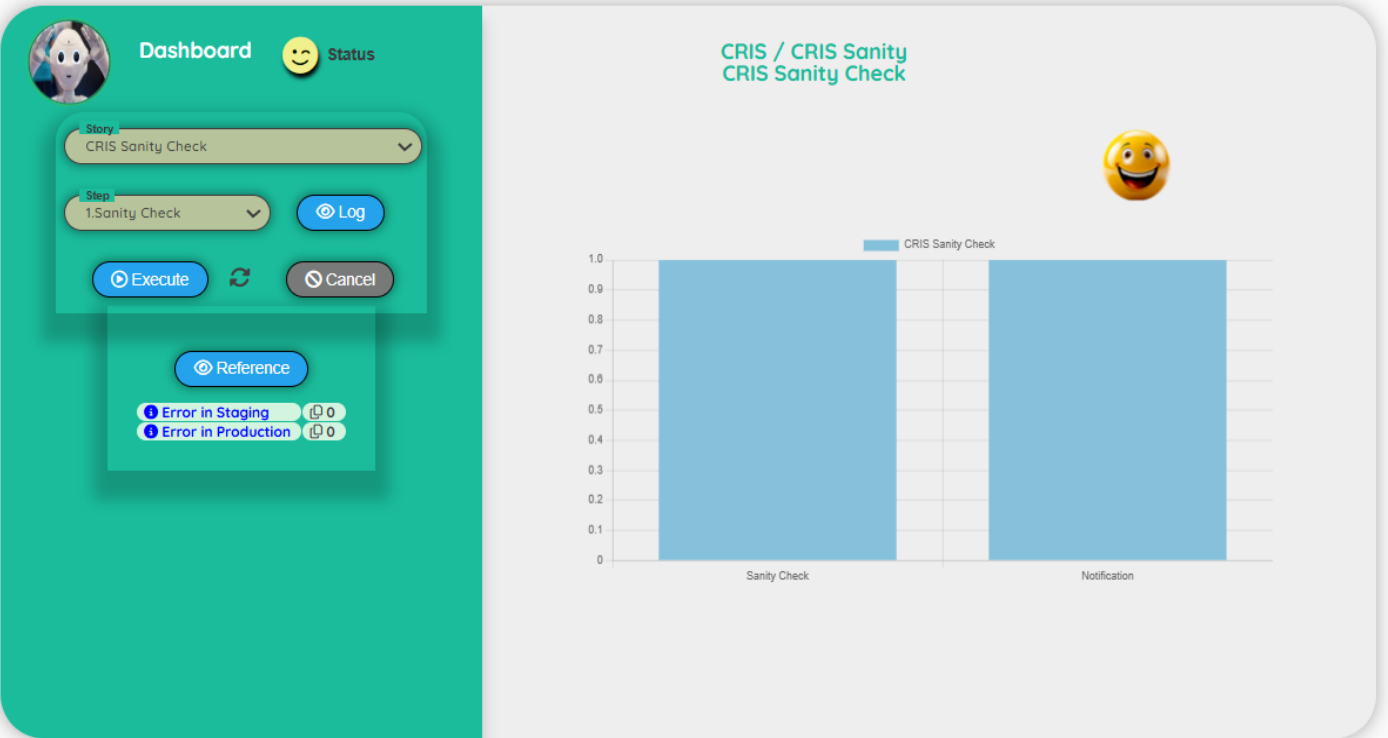 Dashboard
Status
Story
CRIS Sanity Check
Step
1.Sanity Check
Log
Execute
Cancel
Reference
Error in Staging 0
Error in Production 0
CRIS / CRIS Sanity
CRIS Sanity Check
CRIS Sanity Check
1.0
0.9
0.8
0.7
0.6
0.5
0.4
0.3
0.2
0.1
0
Sanity Check Notification